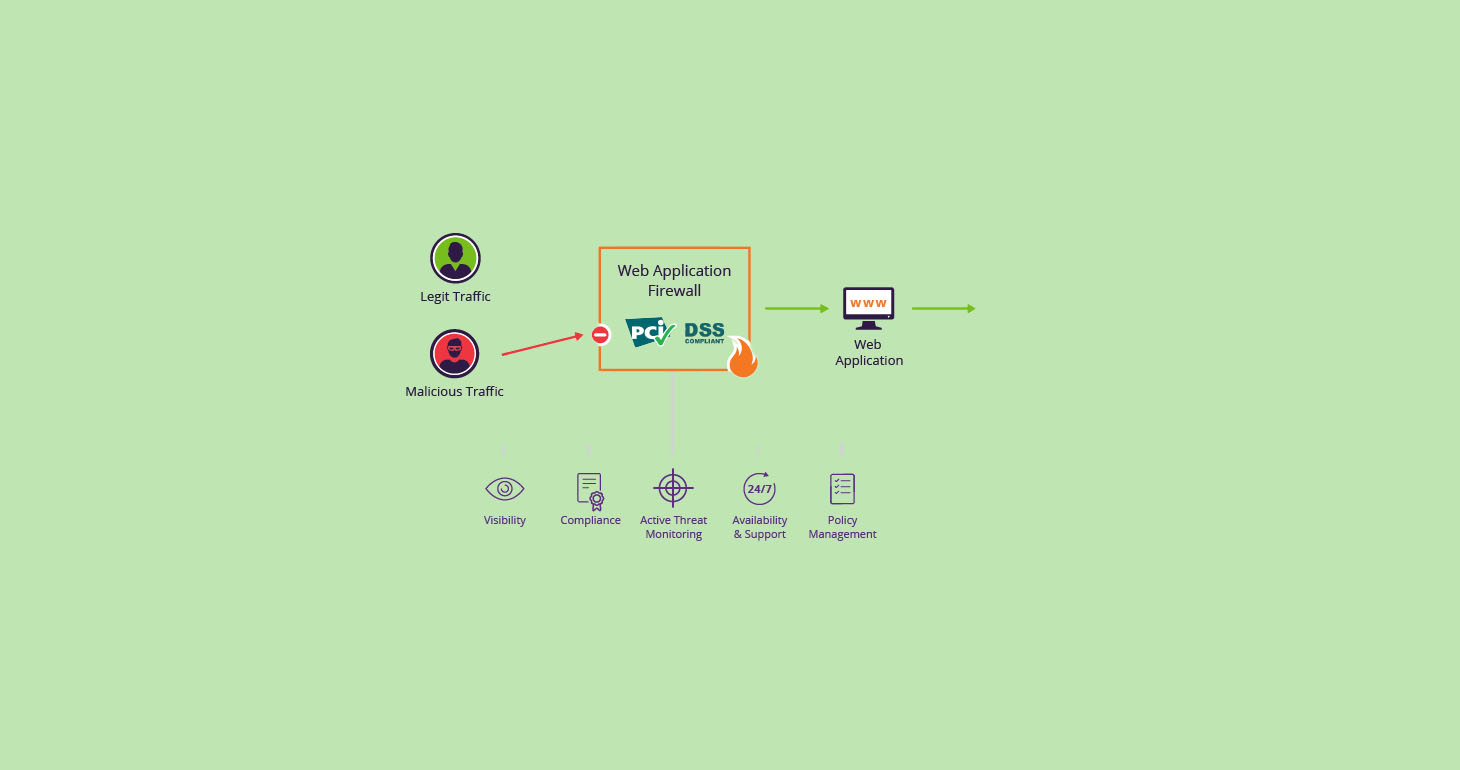 Legit Traffic
Malicious Traffic
Web Application
Firewall
PCi
DSS
COMPLIANT
www
Web
Application
Visibility
Compliance
Active Threat
Monitoring
24/7
Availability
& Support
Policy
Management